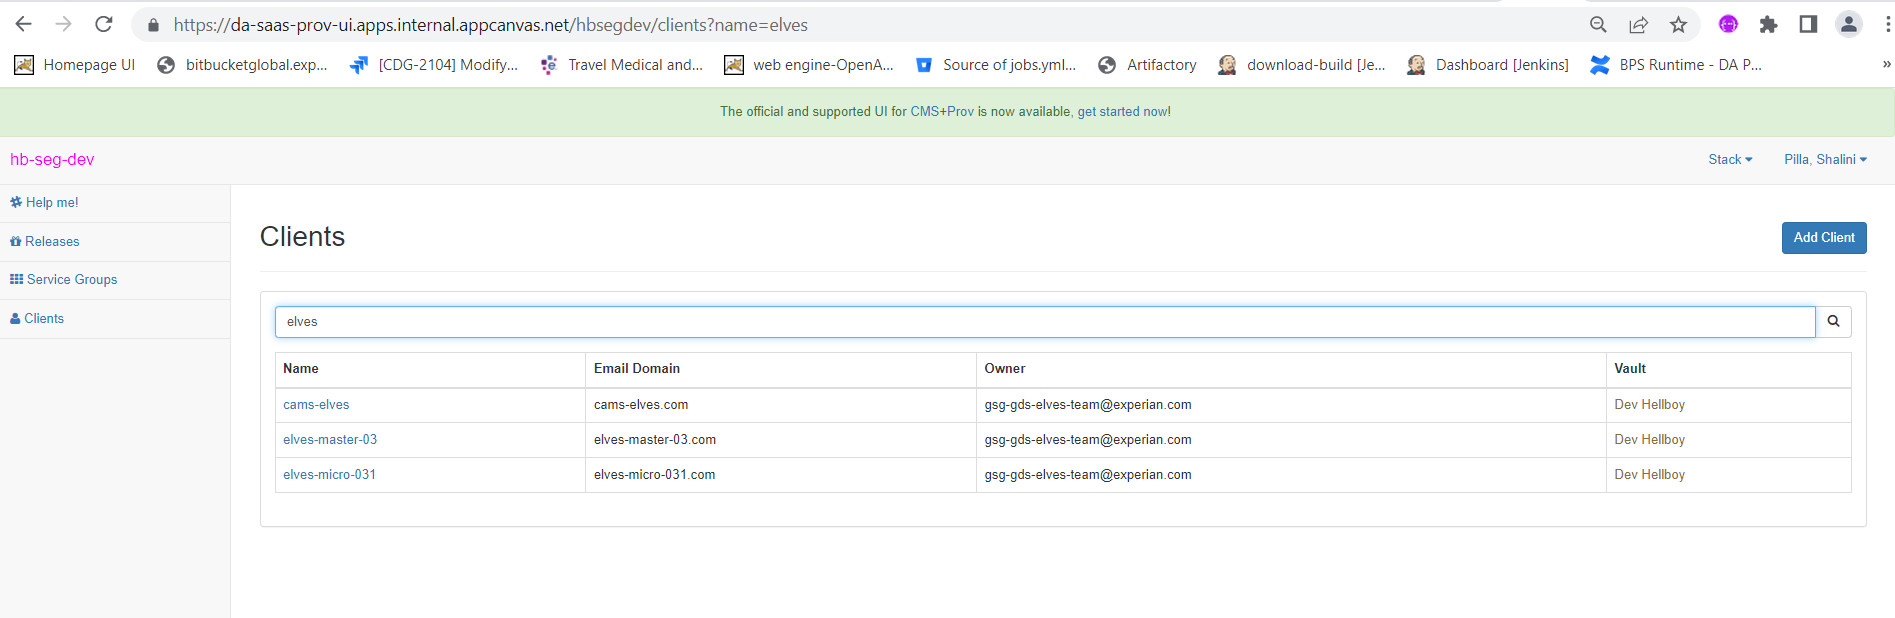 https://da-saas-prov-ui.apps.internal.appcanvas.net/hbsegdev/clients?name=elves
Homepage UI bitbucketglobal.exp... [CDG-2104] Modify... Travel Medical and... web engine-OpenA... Source of jobs.yml... Artifactory download-build [Je... Dashboard [Jenkins] BPS Runtime - DA P... »
The official and supported UI for CMS+Prov is now available, get started now!
hb-seg-dev Stack Pilla, Shalini
Help me!
Releases
Service Groups
Clients
Clients Add Client
elves
Name Email Domain Owner Vault
cams-elves cams-elves.com gsg-gds-elves-team@experian.com Dev Hellboy
elves-master-03 elves-master-03.com gsg-gds-elves-team@experian.com Dev Hellboy
elves-micro-031 elves-micro-031.com gsg-gds-elves-team@experian.com Dev Hellboy